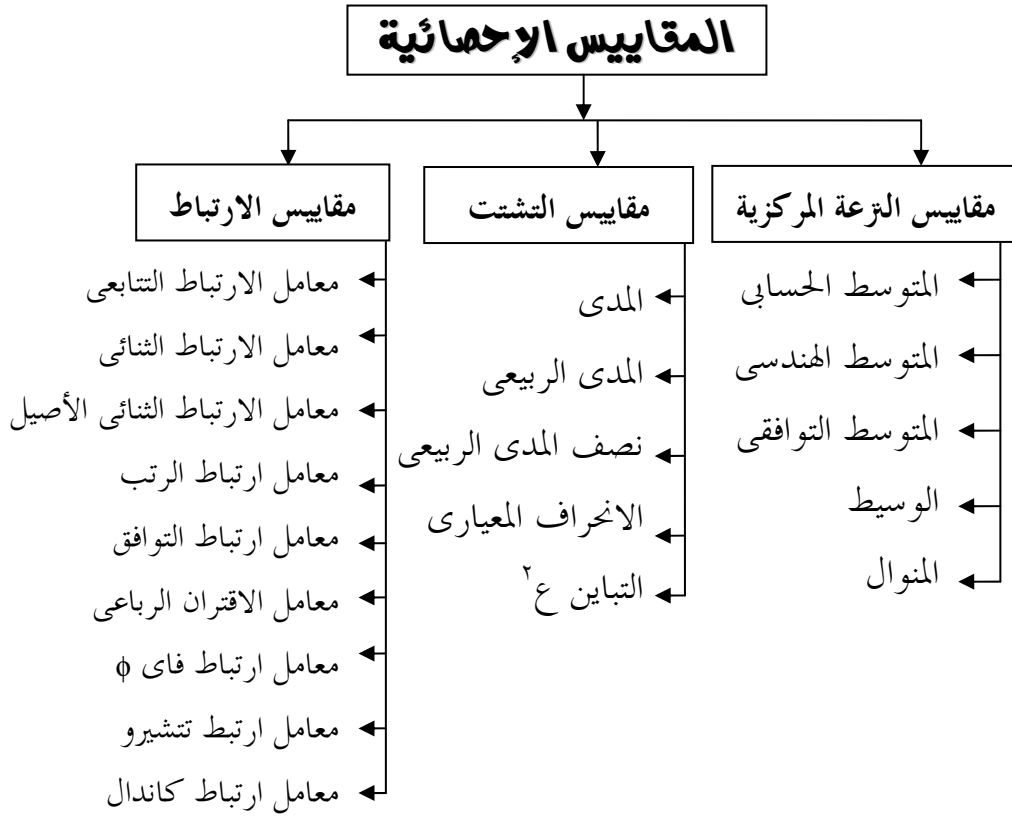 المقاييس الإحصائية
مقاييس النزعة المركزية
المتوسط الحسابى
المتوسط الهندسى
المتوسط التوافقى
الوسيط
المنوال
مقاييس التشتت
المدى
المدى الربيعى
نصف المدى الربيعى
الانحراف المعيارى
التباين ع٢
مقاييس الارتباط
معامل الارتباط التتابعى
معامل الارتباط الثنائى
معامل الارتباط الثنائى الأصيل
معامل ارتباط الرتب
معامل ارتباط التوافق
معامل الاقتران الرباعى
معامل ارتباط فاى ϕ
معامل ارتبط تتشيرو
معامل ارتباط كاندال